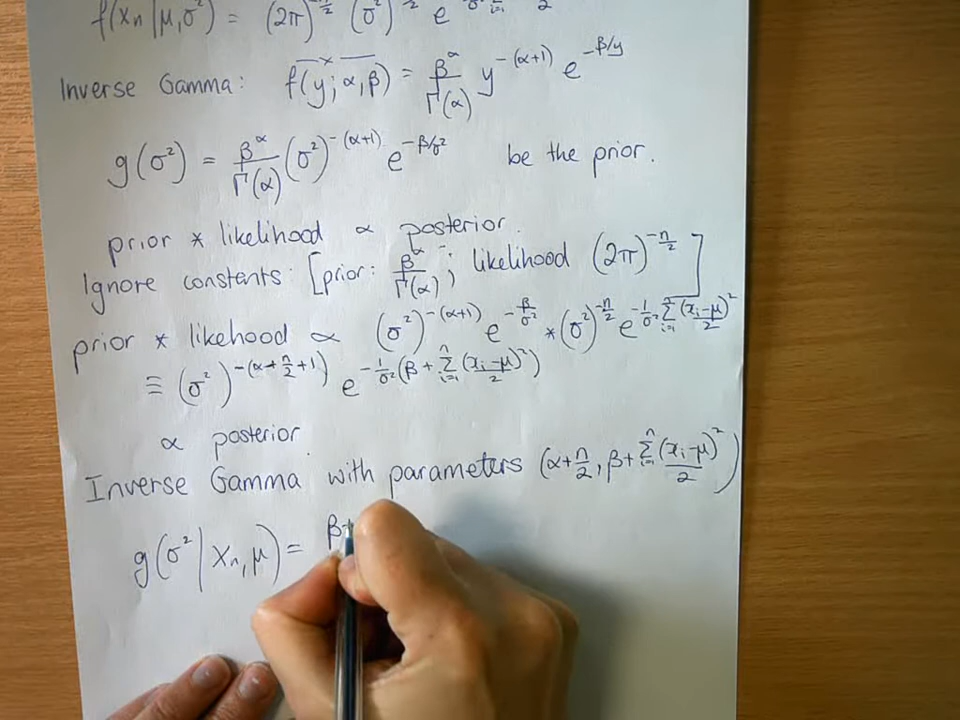 f(xₙ|μ,σ²) = (2π)^(-n/2) (σ²)^(-n/2) e
Inverse Gamma: f(y; α, β) = β^α/Γ(α) y^(-(α+1)) e^(-β/y)
g(σ²) = β^α/Γ(α) (σ²)^(-(α+1)) e^(-β/σ²) be the prior.
prior * likelihood ∝ posterior.
Ignore constants: [prior: β^α/Γ(α) ; likelihood (2π)^(-n/2)]
prior * likehood ∝ (σ²)^(-(α+1)) e^(-β/σ²) * (σ²)^(-n/2) e^(-1/σ² Σ_{i=1}^n (xᵢ-μ)²/2)
≡ (σ²)^(-(α+n/2+1)) e^(-1/σ² (β + Σ_{i=1}^n (xᵢ-μ)²/2))
∝ posterior
Inverse Gamma with parameters (α+n/2, β+Σ_{i=1}^n (xᵢ-μ)²/2)
g(σ²|xₙ,μ) = β+